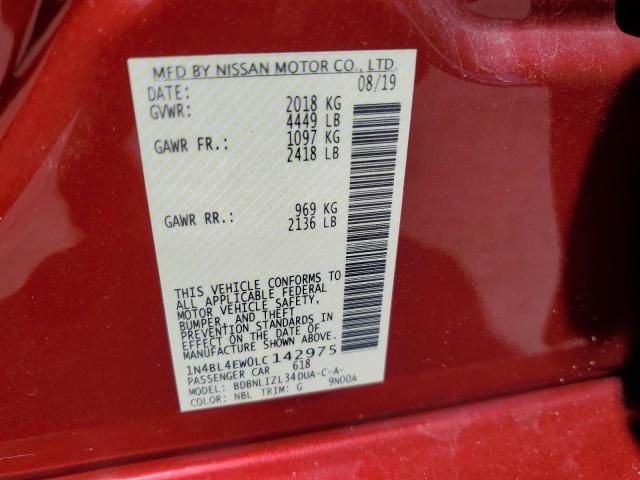 MFD BY NISSAN MOTOR CO., LTD.
DATE: 08/19
GVWR: 2018 KG
4449 LB
GAWR FR.: 1097 KG
2418 LB
GAWR RR.: 969 KG
2136 LB
THIS VEHICLE CONFORMS TO
ALL APPLICABLE FEDERAL
MOTOR VEHICLE SAFETY,
BUMPER, AND THEFT
PREVENTION STANDARDS IN
EFFECT ON THE DATE OF
MANUFACTURE SHOWN ABOVE.
1N4BL4EW0LC142975
PASSENGER CAR 618
MODEL: BDBNLIZL34DUA-C-A-
COLOR: NBL TRIM: G 9N00A